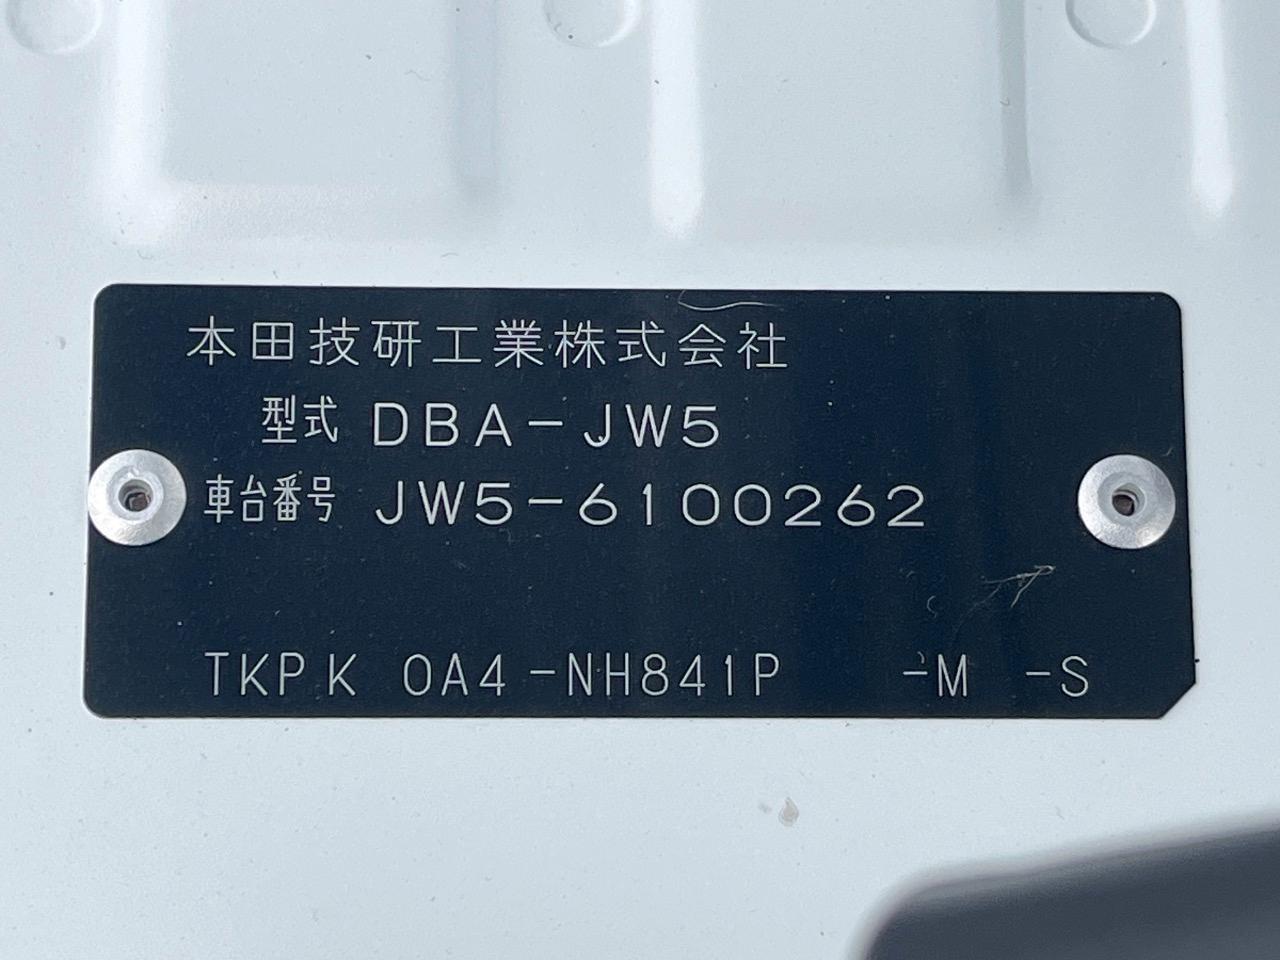 本田技研工業株式会社
型式 DBA-JW5
車台番号 JW5-6100262
TKPK 0A4-NH841P -M -S